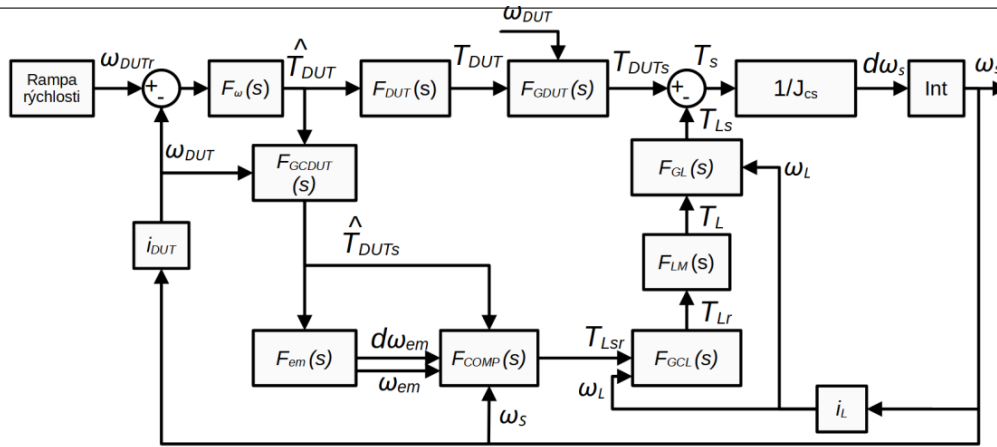 ω_DUT
ω_DUTr
T̂_DUT
T_DUT
T_DUTs
T_s
dω_s
ω_s
Rampa
rýchlosti
+
-
F_ω(s)
F_DUT(s)
F_GDUT(s)
+
-
1/J_cs
Int
T_Ls
ω_DUT
F_GCDUT
(s)
F_GL(s)
ω_L
T_L
i_DUT
T̂_DUTs
F_LM(s)
T_Lr
F_em(s)
dω_em
ω_em
F_COMP(s)
T_Lsr
ω_L
F_GCL(s)
ω_S
i_L